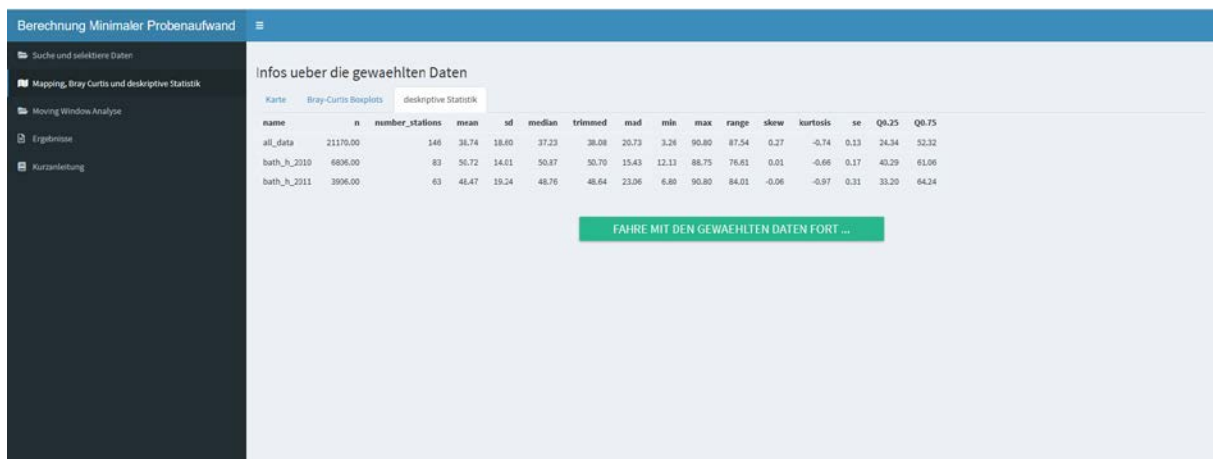 Berechnung Minimaler Probenaufwand
Suche und selektiere Daten
Mapping, Bray Curtis und deskriptive Statistik
Moving Window Analyse
Ergebnisse
Kurzanleitung
Infos ueber die gewaehlten Daten
Karte Bray-Curtis Boxplots deskriptive Statistik
name n number_stations mean sd median trimmed mad min max range skew kurtosis se Q0.25 Q0.75
all_data 21170.00 146 38.74 18.60 37.23 38.08 20.73 3.26 90.80 87.54 0.27 -0.74 0.13 24.34 52.32
bath_h_2010 6806.00 83 50.72 14.01 50.87 50.70 15.43 12.13 88.75 76.61 0.01 -0.66 0.17 40.29 61.06
bath_h_2011 3906.00 63 48.47 19.24 48.76 48.64 23.06 6.80 90.80 84.01 -0.06 -0.97 0.31 33.20 64.24
FAHRE MIT DEN GEWAEHLTEN DATEN FORT ...